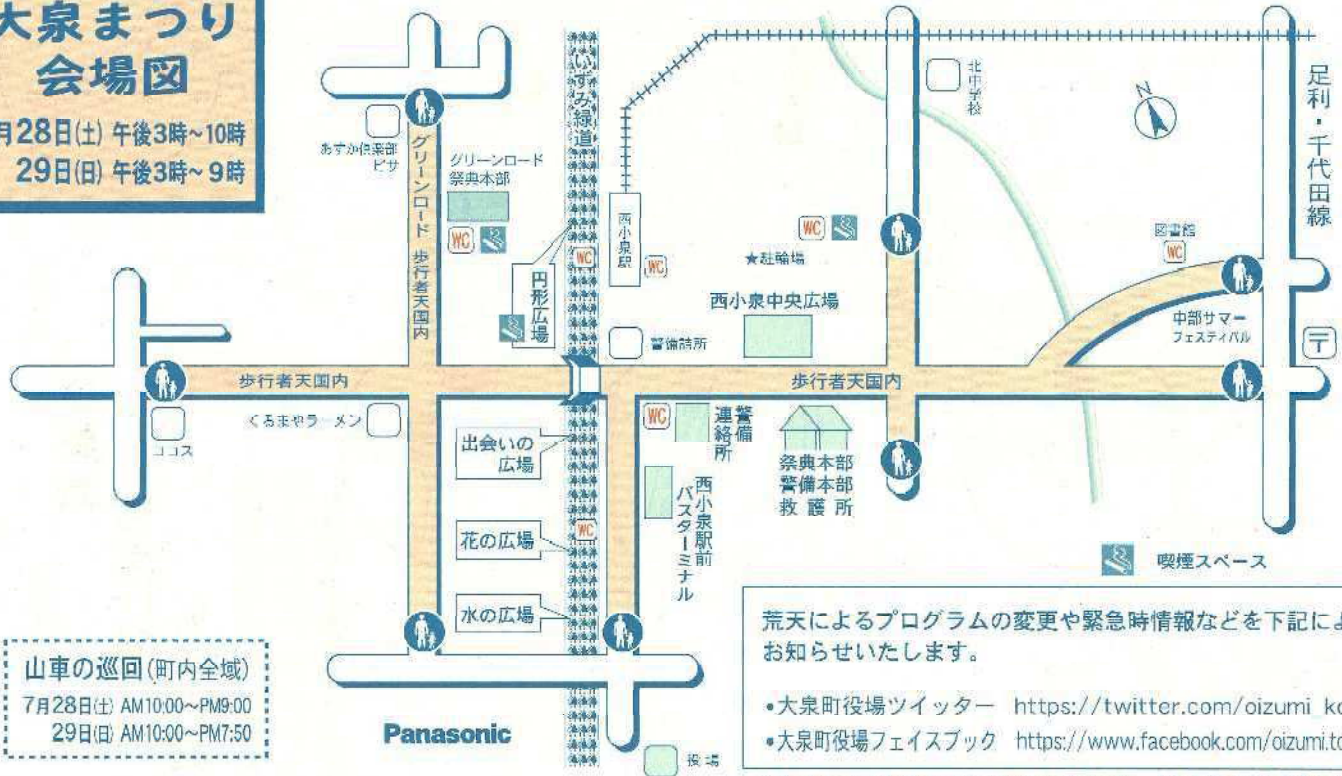 大泉まつり
会場図
月28日(土) 午後3時~10時
29日(日) 午後3時~9時
いずみ緑道
北中学校
N
足利・千代田線
あすか倶楽部
ビサ
グリーンロード 歩行者天国内
グリーンロード
祭典本部
WC
西小泉駅
WC
WC
WC
★駐輪場
図書館
WC
円形広場
西小泉中央広場
中部サマー
フェスティバル
警備詰所
〒
歩行者天国内
歩行者天国内
ココス
くるまやラーメン
出会いの
広場
WC
警備
連絡所
祭典本部
警備本部
救護所
西小泉駅前
バスターミナル
花の広場
WC
水の広場
喫煙スペース
山車の巡回(町内全域)
7月28日(土) AM10:00~PM9:00
29日(日) AM10:00~PM7:50
Panasonic
役場
荒天によるプログラムの変更や緊急時情報などを下記によ
お知らせいたします。
•大泉町役場ツイッター https://twitter.com/oizumi_ko
•大泉町役場フェイスブック https://www.facebook.com/oizumi.to